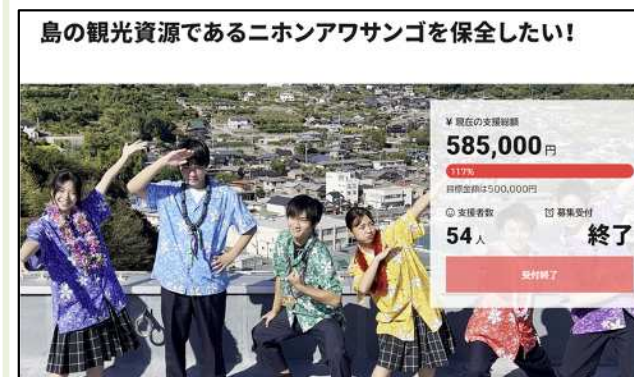 島の観光資源であるニホンアワサンゴを保全したい!
¥ 現在の支援総額
585,000円
117%
目標金額は500,000円
支援者数
54人
募集受付
終了
受付終了